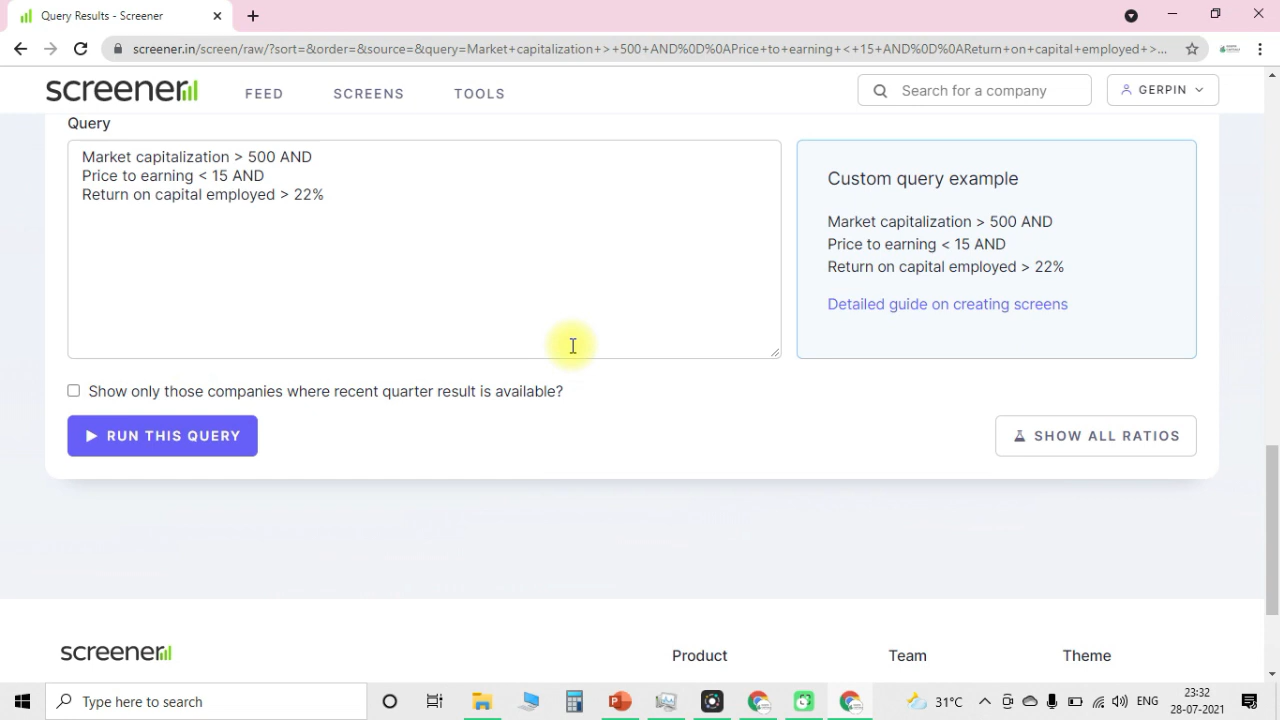 Query Results - Screener
screener.in/screen/raw/?sort=&order=&source=&query=Market+capitalization+>+500+AND%0D%0APrice+to+earning+<+15+AND%0D%0AReturn+on+capital+employed+>...
screener
FEED
SCREENS
TOOLS
Search for a company
GERPIN
Query
Market capitalization > 500 AND
Price to earning < 15 AND
Return on capital employed > 22%
Custom query example
Market capitalization > 500 AND
Price to earning < 15 AND
Return on capital employed > 22%
Detailed guide on creating screens
Show only those companies where recent quarter result is available?
RUN THIS QUERY
SHOW ALL RATIOS
screener
Product
Team
Theme
Type here to search
31°C
ENG
23:32
28-07-2021